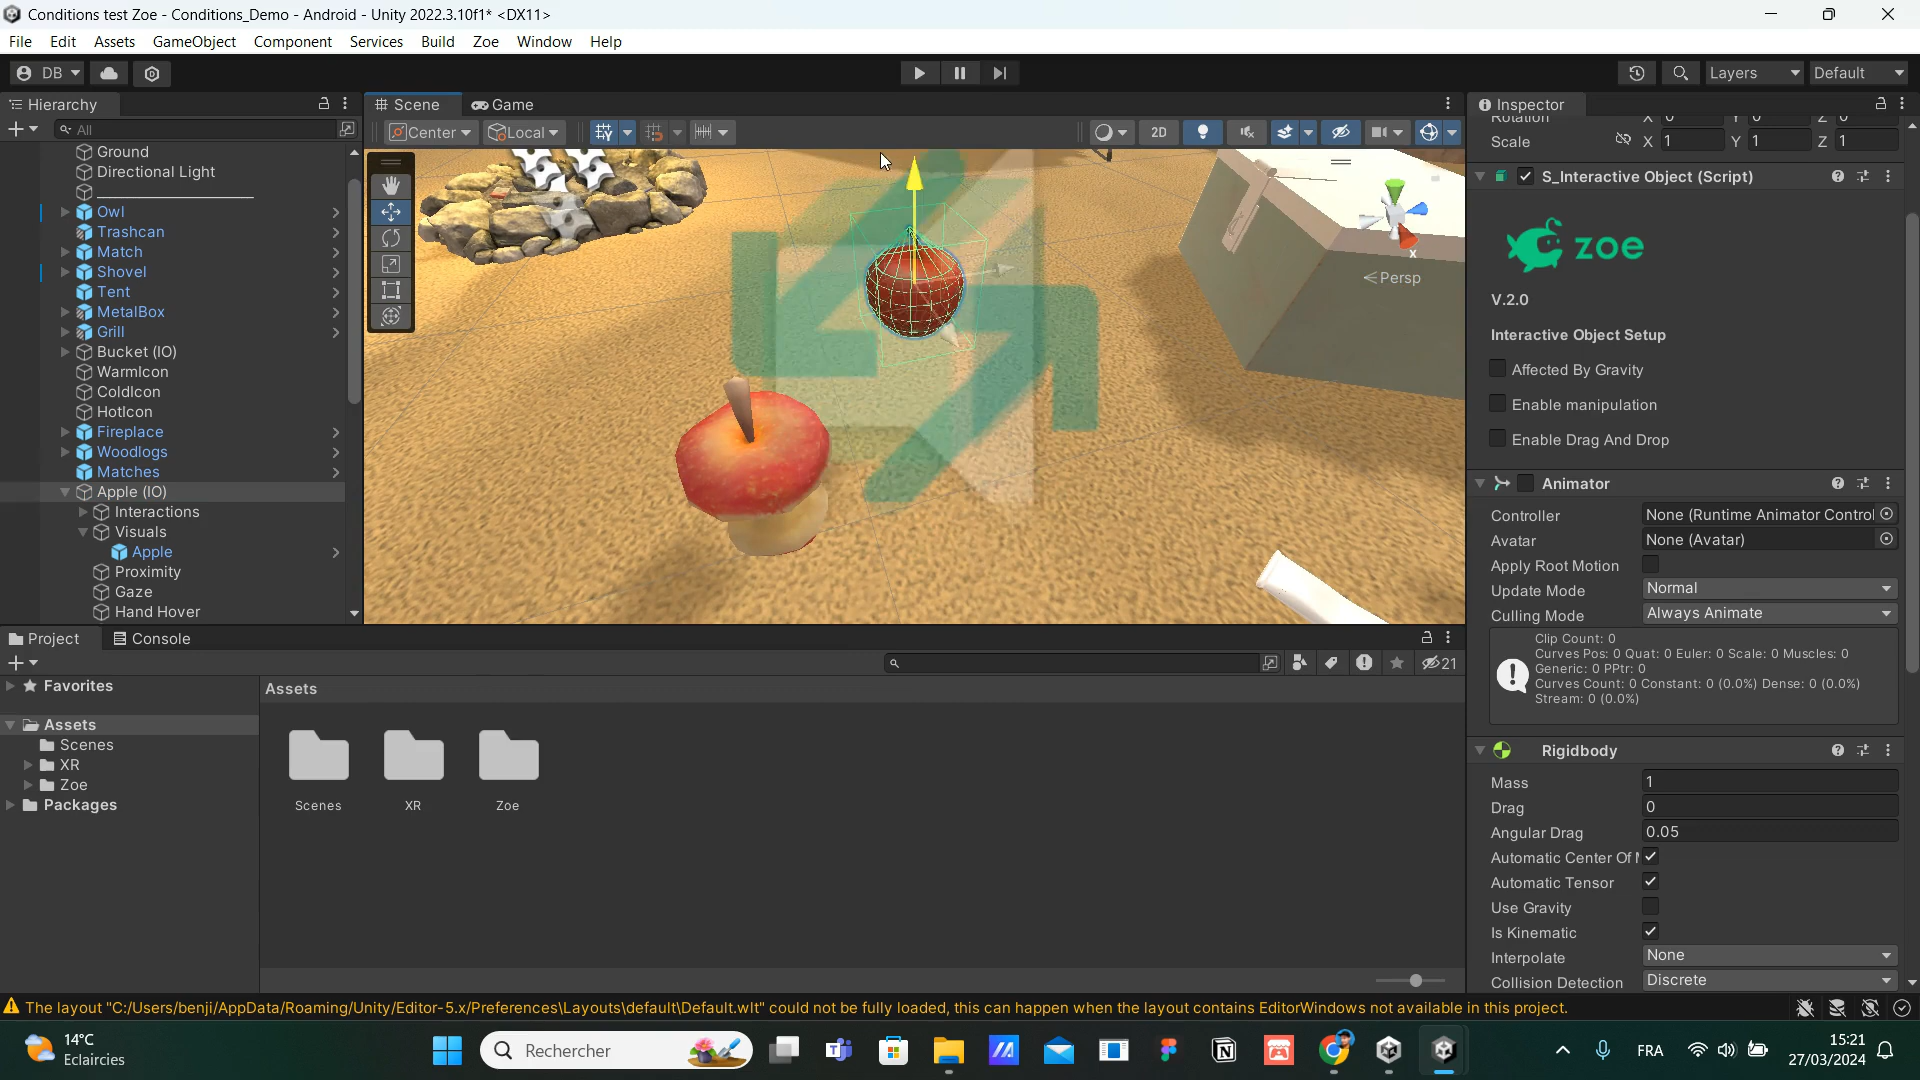 Conditions test Zoe - Conditions_Demo - Android - Unity 2022.3.10f1* <DX11>
File Edit Assets GameObject Component Services Build Zoe Window Help
DB
Layers
Default
Hierarchy
All
Ground
Directional Light
Owl
Trashcan
Match
Shovel
Tent
MetalBox
Grill
Bucket (IO)
WarmIcon
ColdIcon
HotIcon
Fireplace
Woodlogs
Matches
Apple (IO)
Interactions
Visuals
Apple
Proximity
Gaze
Hand Hover
Scene
Game
Center
Local
2D
x
Persp
Inspector
Rotation X 0 Y 0 Z 0
Scale X 1 Y 1 Z 1
S_Interactive Object (Script)
zoe
V.2.0
Interactive Object Setup
Affected By Gravity
Enable manipulation
Enable Drag And Drop
Animator
Controller None (Runtime Animator Control
Avatar None (Avatar)
Apply Root Motion
Update Mode Normal
Culling Mode Always Animate
Clip Count: 0
Curves Pos: 0 Quat: 0 Euler: 0 Scale: 0 Muscles: 0
Generic: 0 PPtr: 0
Curves Count: 0 Constant: 0 (0.0%) Dense: 0 (0.0%)
Stream: 0 (0.0%)
Rigidbody
Mass 1
Drag 0
Angular Drag 0.05
Automatic Center Of
Automatic Tensor
Use Gravity
Is Kinematic
Interpolate None
Collision Detection Discrete
Project
Console
21
Favorites
Assets
Scenes
XR
Zoe
Packages
Assets
Scenes
XR
Zoe
The layout "C:/Users/benji/AppData/Roaming/Unity/Editor-5.x/Preferences\Layouts\default\Default.wlt" could not be fully loaded, this can happen when the layout contains EditorWindows not available in this project.
14°C
Eclaircies
Rechercher
FRA
15:21
27/03/2024